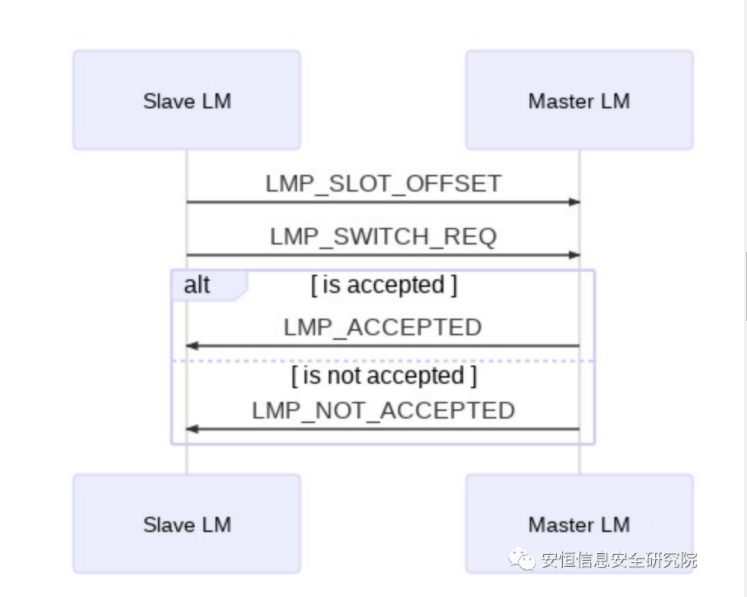 Slave LM
Master LM
LMP_SLOT_OFFSET
LMP_SWITCH_REQ
alt
[ is accepted ]
LMP_ACCEPTED
[ is not accepted ]
LMP_NOT_ACCEPTED
Slave LM
Master LM
安恒信息安全研究院